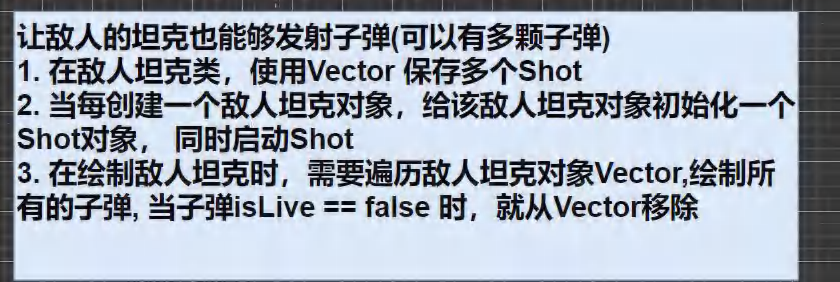 让敌人的坦克也能够发射子弹(可以有多颗子弹)
1. 在敌人坦克类，使用Vector 保存多个Shot
2. 当每创建一个敌人坦克对象，给该敌人坦克对象初始化一个
Shot对象， 同时启动Shot
3. 在绘制敌人坦克时，需要遍历敌人坦克对象Vector,绘制所
有的子弹, 当子弹isLive == false 时，就从Vector移除